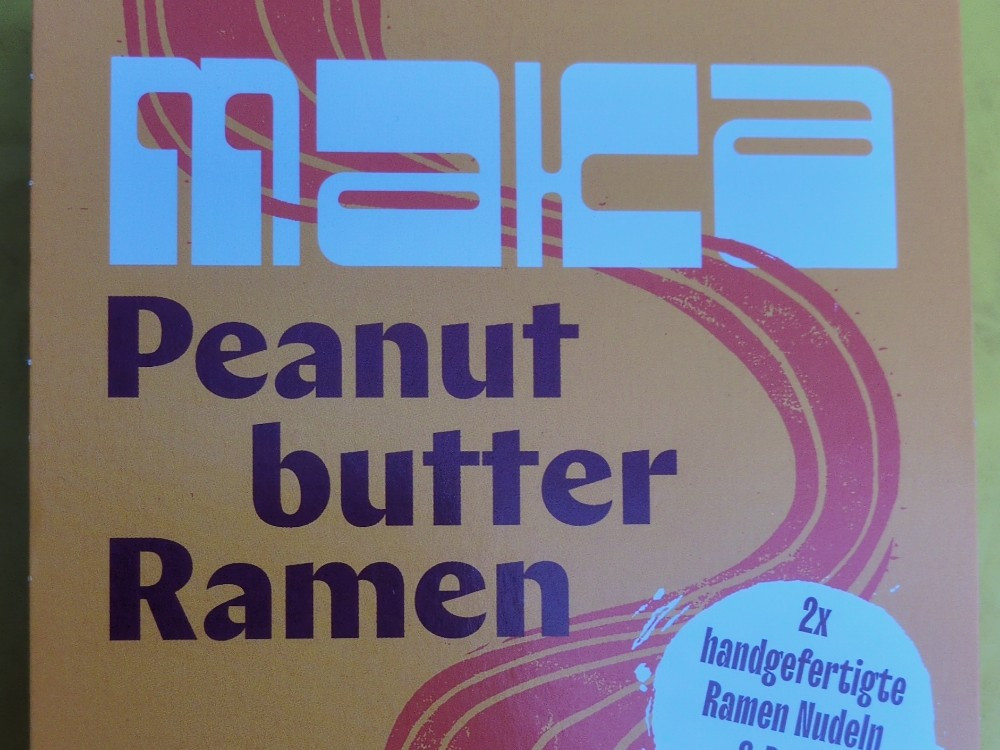 maka
Peanut
butter
Ramen
2x
handgefertigte
Ramen Nudeln